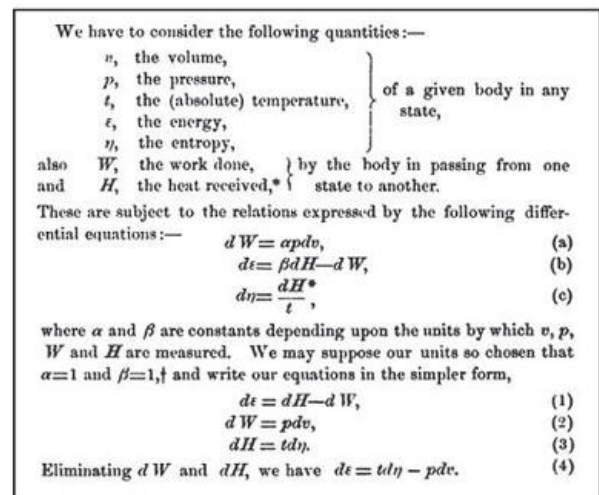 We have to consider the following quantities:—
v, the volume,
p, the pressure,
t, the (absolute) temperature,
ε, the energy,
η, the entropy,
of a given body in any
state,
also W, the work done,
and H, the heat received,*
by the body in passing from one
state to another.
These are subject to the relations expressed by the following differ-
ential equations:—
dW= αpdv, (a)
dε= βdH—dW, (b)
dη= dH*/t, (c)
where α and β are constants depending upon the units by which v, p,
W and H are measured. We may suppose our units so chosen that
α=1 and β=1,† and write our equations in the simpler form,
dε = dH—dW, (1)
dW = pdv, (2)
dH = tdη. (3)
Eliminating dW and dH, we have dε = tdη − pdv. (4)